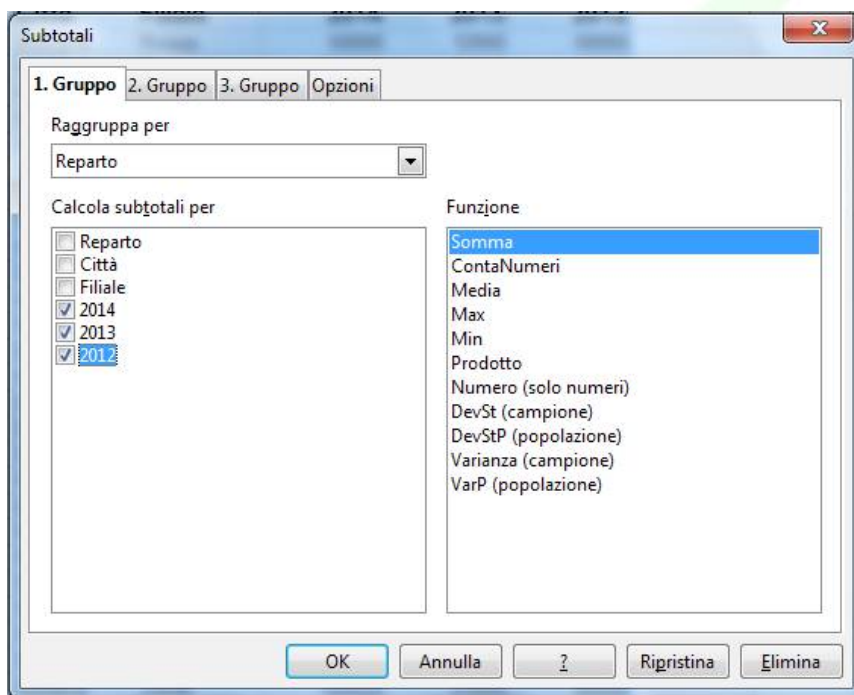 Subtotali
X
1. Gruppo 2. Gruppo 3. Gruppo Opzioni
Raggruppa per
Reparto
Calcola subtotali per
Reparto
Città
Filiale
2014
2013
2012
Funzione
Somma
ContaNumeri
Media
Max
Min
Prodotto
Numero (solo numeri)
DevSt (campione)
DevStP (popolazione)
Varianza (campione)
VarP (popolazione)
OK Annulla ? Ripristina Elimina